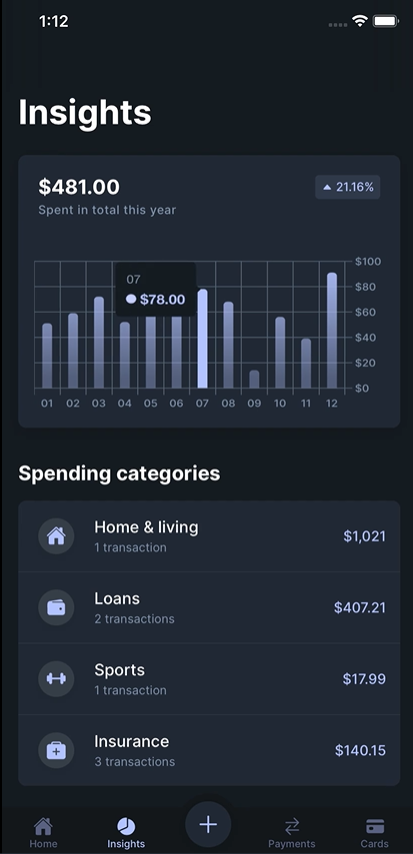 1:12
Insights
$481.00
21.16%
Spent in total this year
07
$78.00
$100
$80
$60
$40
$20
$0
01 02 03 04 05 06 07 08 09 10 11 12
Spending categories
Home & living
$1,021
1 transaction
Loans
$407.21
2 transactions
Sports
$17.99
1 transaction
Insurance
$140.15
3 transactions
Home Insights Payments Cards